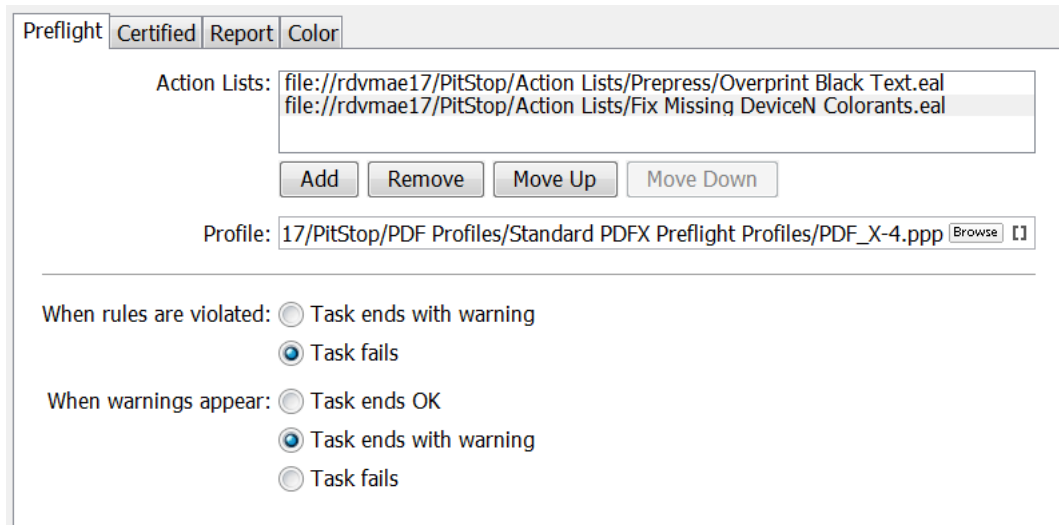 Preflight Certified Report Color
Action Lists: file://rdvmae17/PitStop/Action Lists/Prepress/Overprint Black Text.eal
file://rdvmae17/PitStop/Action Lists/Fix Missing DeviceN Colorants.eal
Add Remove Move Up Move Down
Profile: 17/PitStop/PDF Profiles/Standard PDFX Preflight Profiles/PDF_X-4.ppp Browse []
When rules are violated: Task ends with warning
Task fails
When warnings appear: Task ends OK
Task ends with warning
Task fails